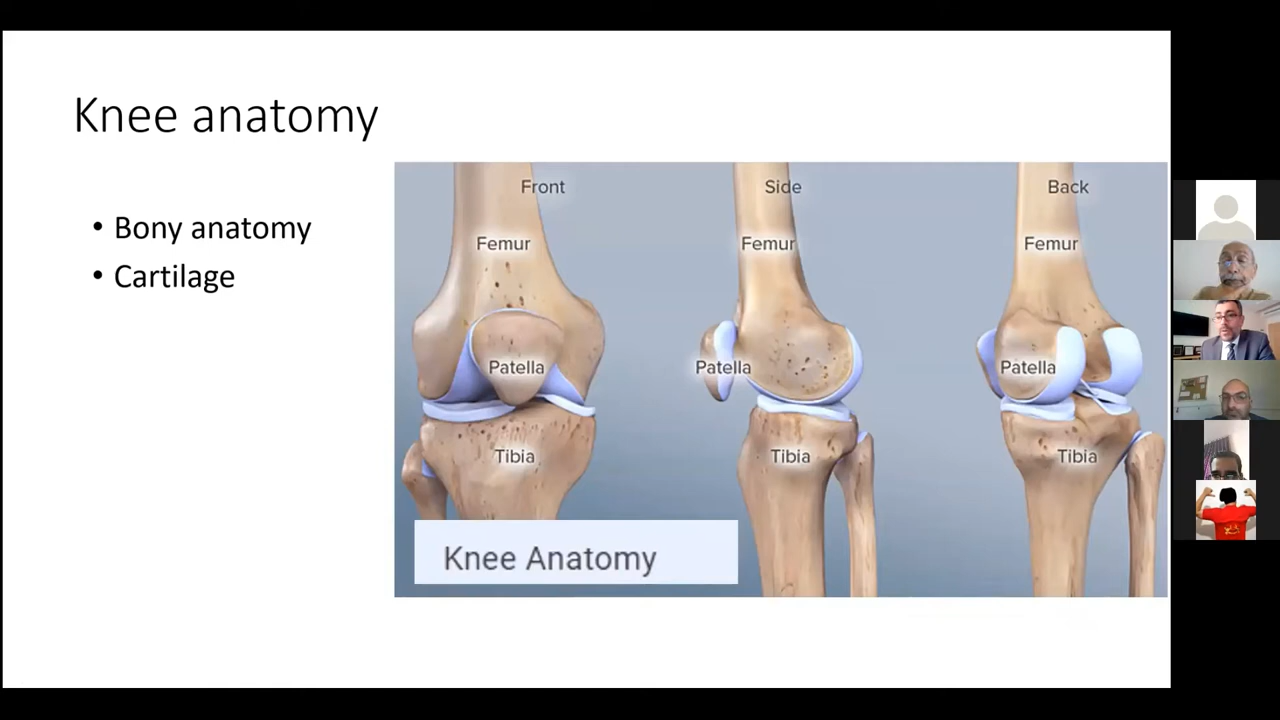 Knee anatomy
• Bony anatomy
• Cartilage
Front
Side
Back
Femur
Femur
Femur
Patella
Patella
Patella
Tibia
Tibia
Tibia
Knee Anatomy